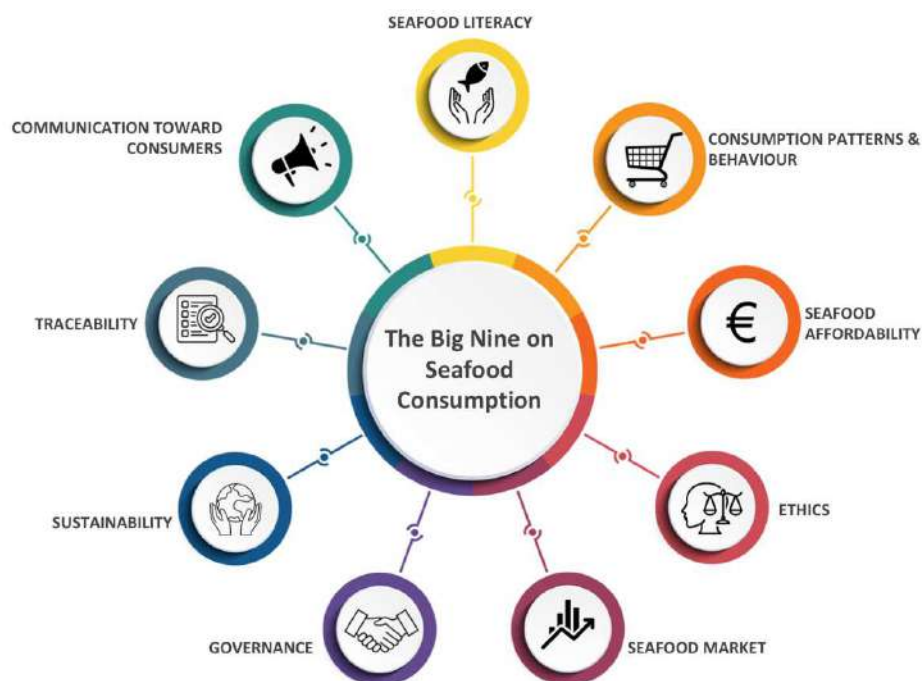 SEAFOOD LITERACY
COMMUNICATION TOWARD
CONSUMERS
CONSUMPTION PATTERNS &
BEHAVIOUR
TRACEABILITY
The Big Nine on
Seafood
Consumption
€
SEAFOOD
AFFORDABILITY
SUSTAINABILITY
ETHICS
GOVERNANCE
SEAFOOD MARKET